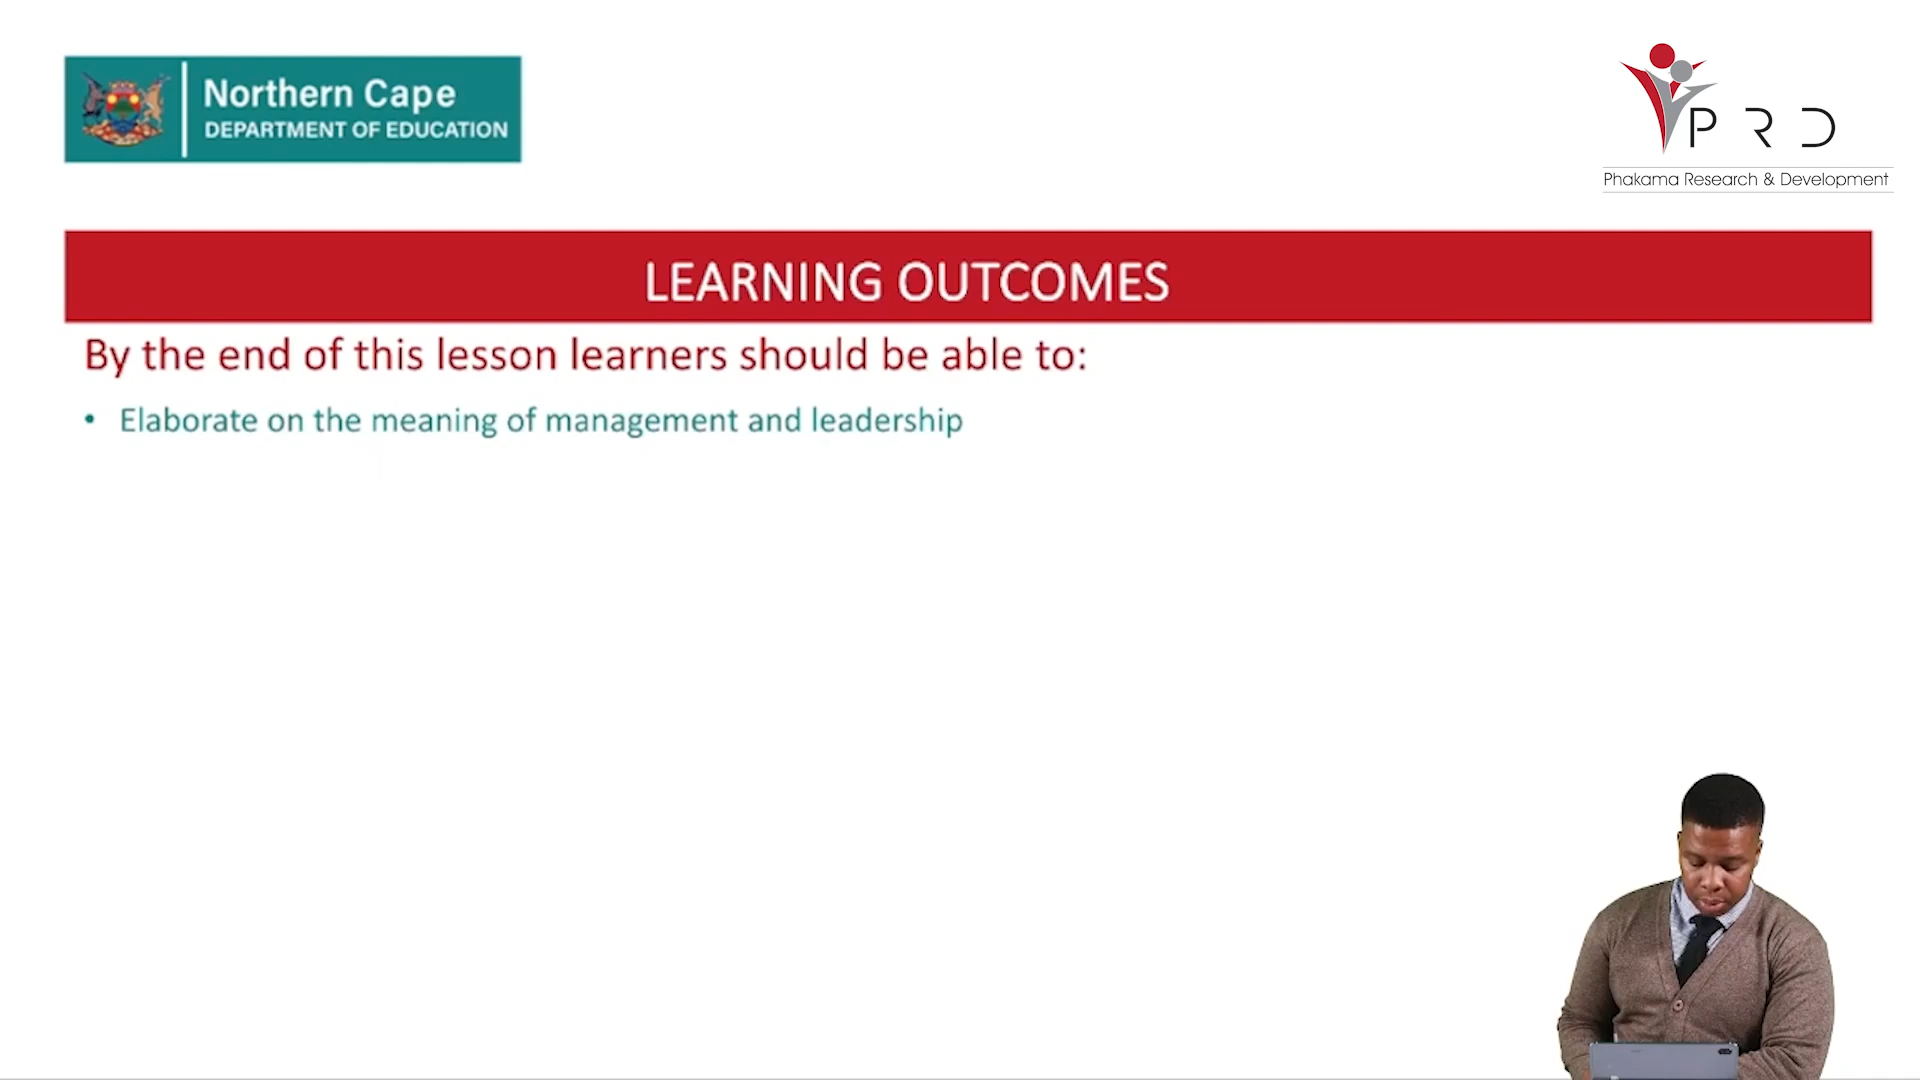 Northern Cape
DEPARTMENT OF EDUCATION
PRD
Phakama Research & Development
LEARNING OUTCOMES
By the end of this lesson learners should be able to:
• Elaborate on the meaning of management and leadership